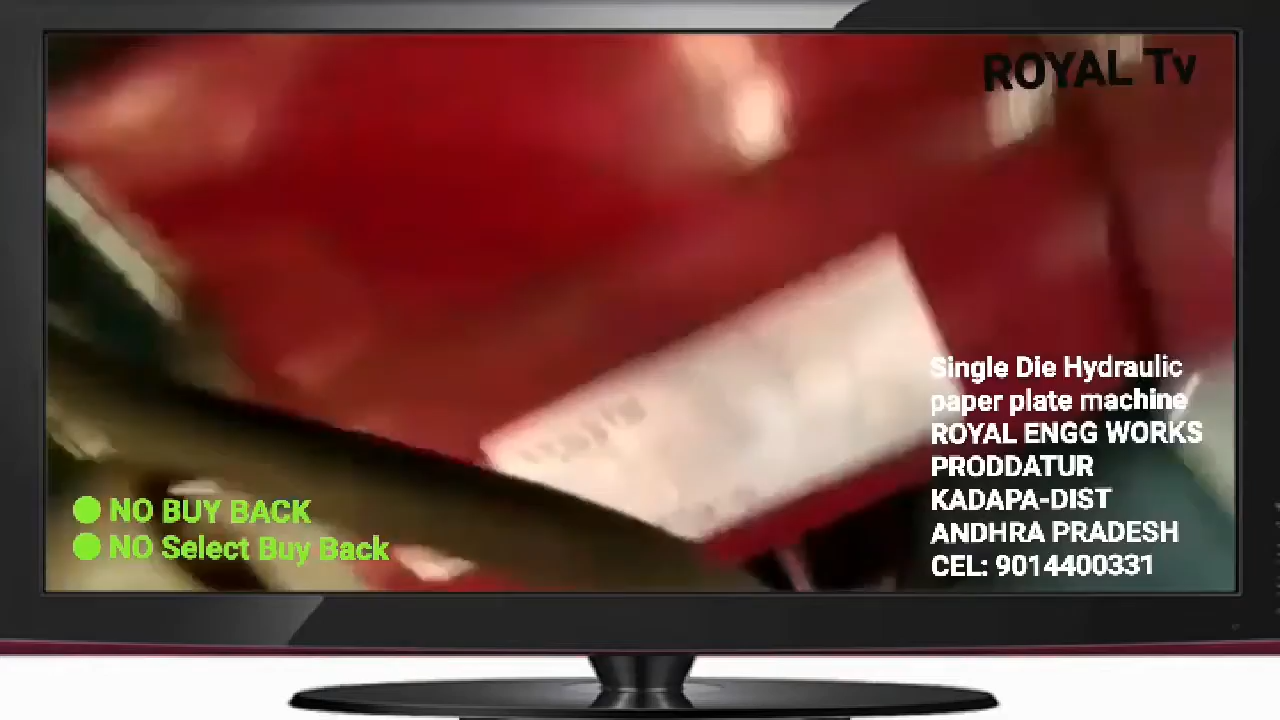 ROYAL Tv
Single Die Hydraulic
paper plate machine
ROYAL ENGG WORKS
PRODDATUR
KADAPA-DIST
ANDHRA PRADESH
CEL: 9014400331
NO BUY BACK
NO Select Buy Back